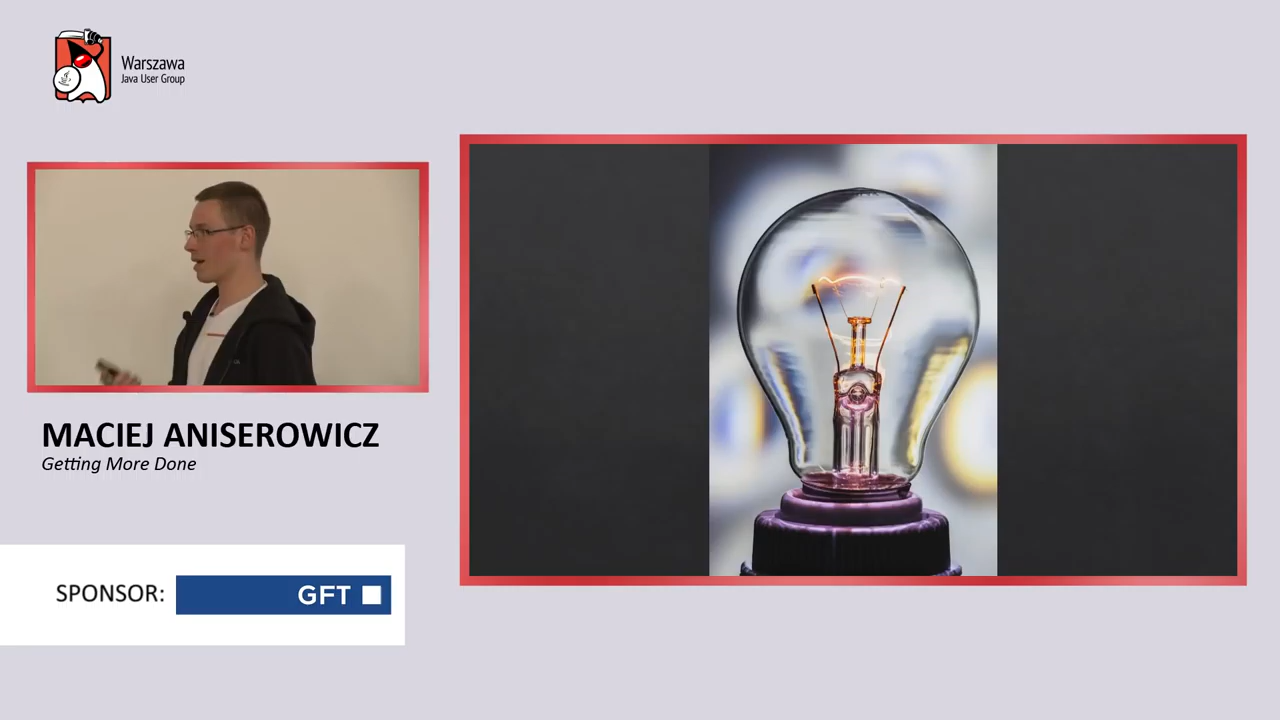 Warszawa
Java User Group
MACIEJ ANISEROWICZ
Getting More Done
SPONSOR:
GFT